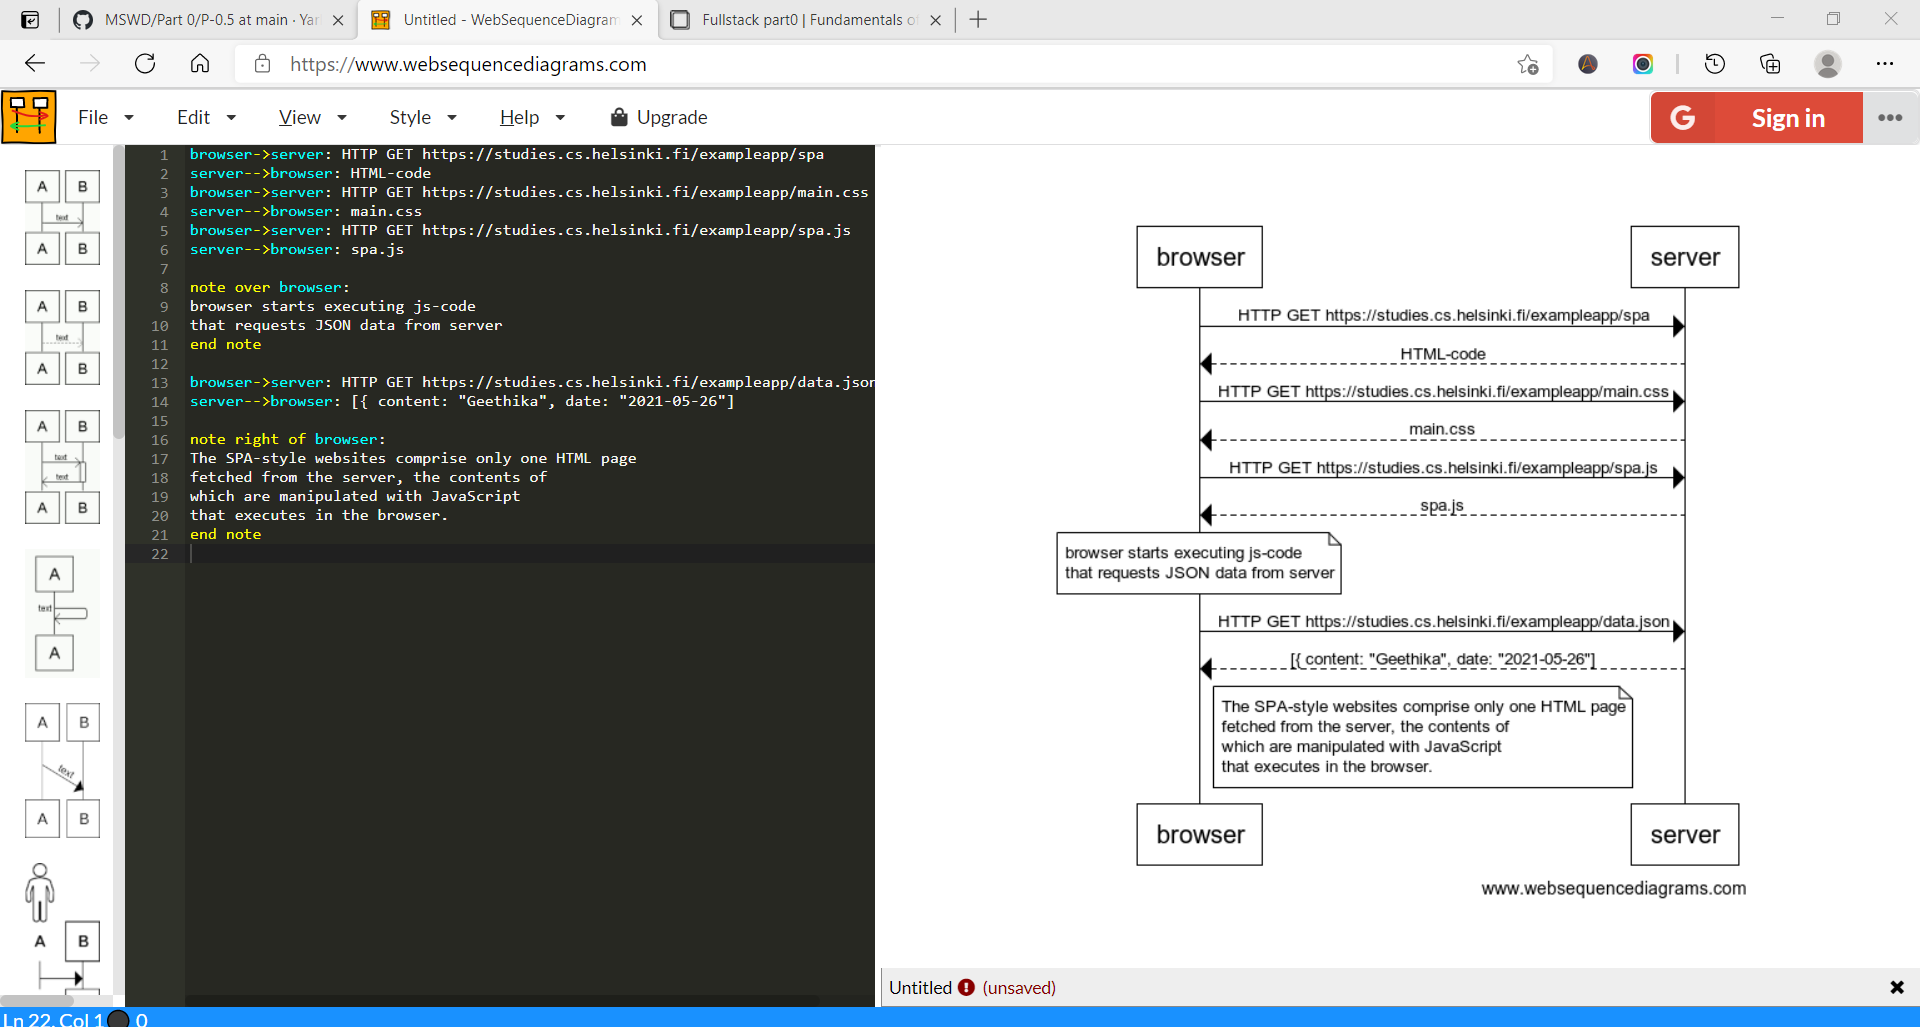 MSWD/Part 0/P-0.5 at main · Yar
Untitled - WebSequenceDiagram
Fullstack part0 | Fundamentals of
https://www.websequencediagrams.com
File
Edit
View
Style
Help
Upgrade
G
Sign in
1 browser->server: HTTP GET https://studies.cs.helsinki.fi/exampleapp/spa
2 server-->browser: HTML-code
3 browser->server: HTTP GET https://studies.cs.helsinki.fi/exampleapp/main.css
4 server-->browser: main.css
5 browser->server: HTTP GET https://studies.cs.helsinki.fi/exampleapp/spa.js
6 server-->browser: spa.js
7
8 note over browser:
9 browser starts executing js-code
10 that requests JSON data from server
11 end note
12
13 browser->server: HTTP GET https://studies.cs.helsinki.fi/exampleapp/data.json
14 server-->browser: [{ content: "Geethika", date: "2021-05-26"]
15
16 note right of browser:
17 The SPA-style websites comprise only one HTML page
18 fetched from the server, the contents of
19 which are manipulated with JavaScript
20 that executes in the browser.
21 end note
22
A B
text
A B
A B
text
A B
A B
text
text
A B
A
text
A
A B
text
A B
A B
browser
server
HTTP GET https://studies.cs.helsinki.fi/exampleapp/spa
HTML-code
HTTP GET https://studies.cs.helsinki.fi/exampleapp/main.css
main.css
HTTP GET https://studies.cs.helsinki.fi/exampleapp/spa.js
spa.js
browser starts executing js-code
that requests JSON data from server
HTTP GET https://studies.cs.helsinki.fi/exampleapp/data.json
[{ content: "Geethika", date: "2021-05-26"]
The SPA-style websites comprise only one HTML page
fetched from the server, the contents of
which are manipulated with JavaScript
that executes in the browser.
browser
server
www.websequencediagrams.com
Untitled ! (unsaved)
Ln 22, Col 1 0